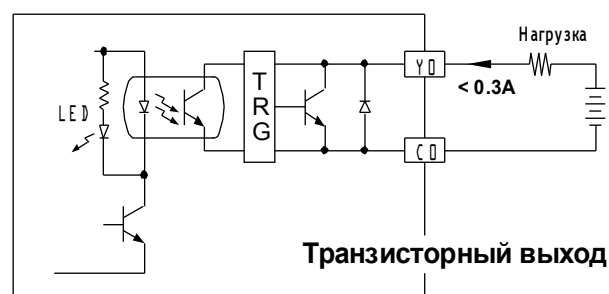 Нагрузка
Y0
< 0.3A
LED
T
R
G
C0
Транзисторный выход